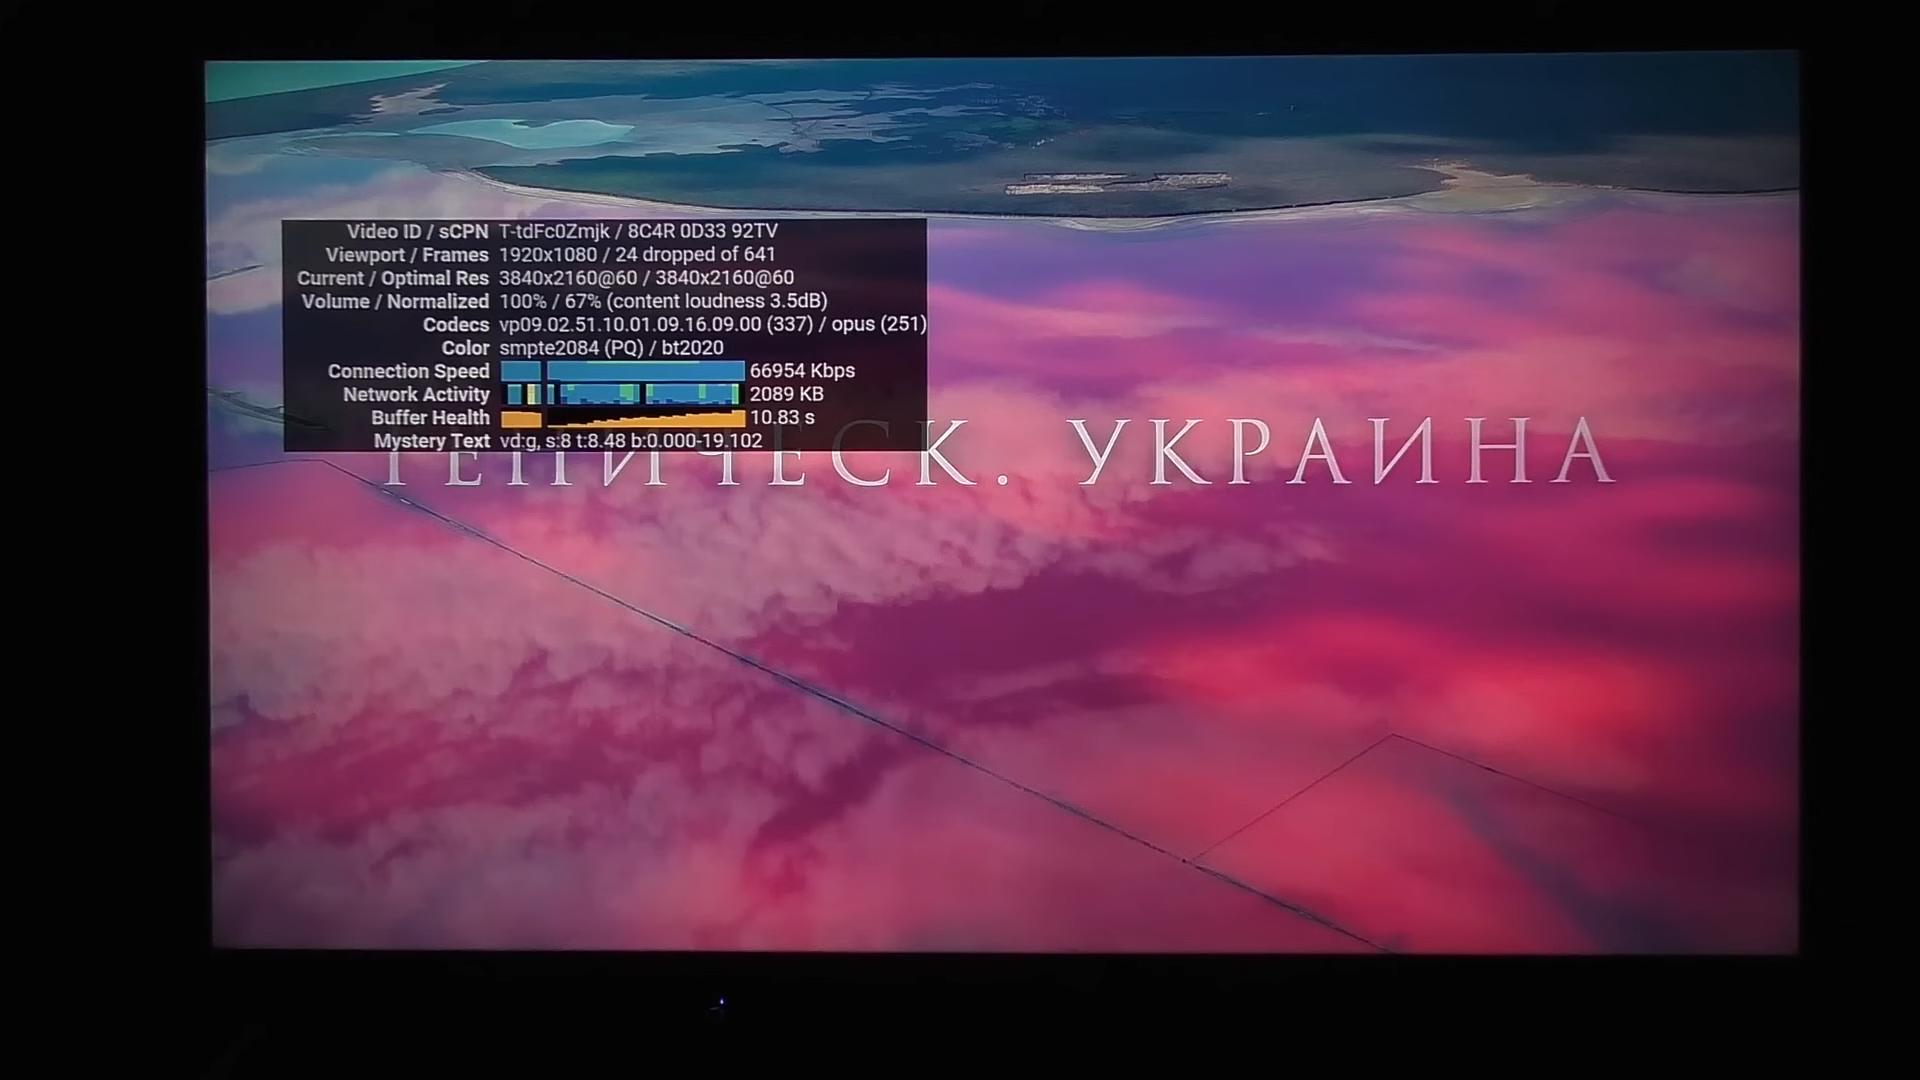 Video ID / sCPN T-tdFc0Zmjk / 8C4R 0D33 92TV
Viewport / Frames 1920x1080 / 24 dropped of 641
Current / Optimal Res 3840x2160@60 / 3840x2160@60
Volume / Normalized 100% / 67% (content loudness 3.5dB)
Codecs vp09.02.51.10.01.09.16.09.00 (337) / opus (251)
Color smpte2084 (PQ) / bt2020
Connection Speed 66954 Kbps
Network Activity 2089 KB
Buffer Health 10.83 s
Mystery Text vd:g, s:8 t:8.48 b:0.000-19.102
ГЕНИЧЕСК. УКРАИНА